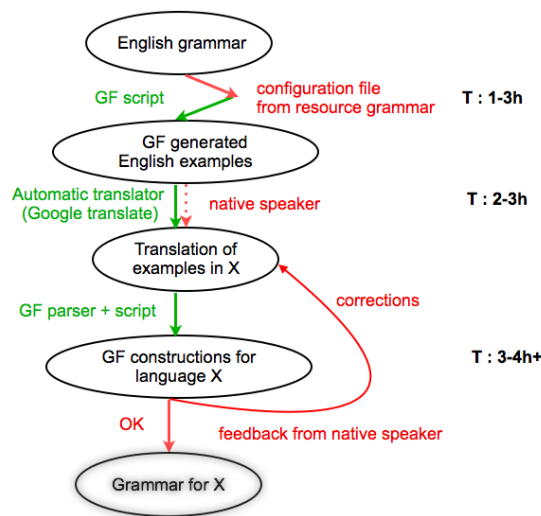 English grammar
GF script
configuration file
from resource grammar
T : 1-3h
GF generated
English examples
Automatic translator
(Google translate)
native speaker
T : 2-3h
Translation of
examples in X
corrections
GF parser + script
GF constructions for
language X
T : 3-4h+
OK
feedback from native speaker
Grammar for X